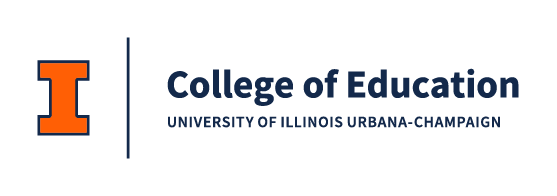 I
College of Education
UNIVERSITY OF ILLINOIS URBANA-CHAMPAIGN